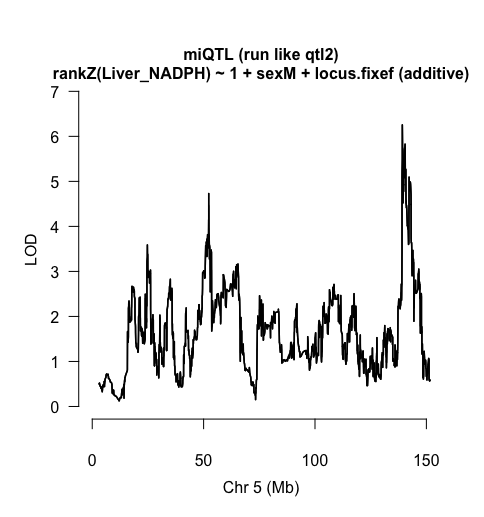 miQTL (run like qtl2)
rankZ(Liver_NADPH) ~ 1 + sexM + locus.fixef (additive)
7
6
5
4
3
2
1
0
LOD
0 50 100 150
Chr 5 (Mb)